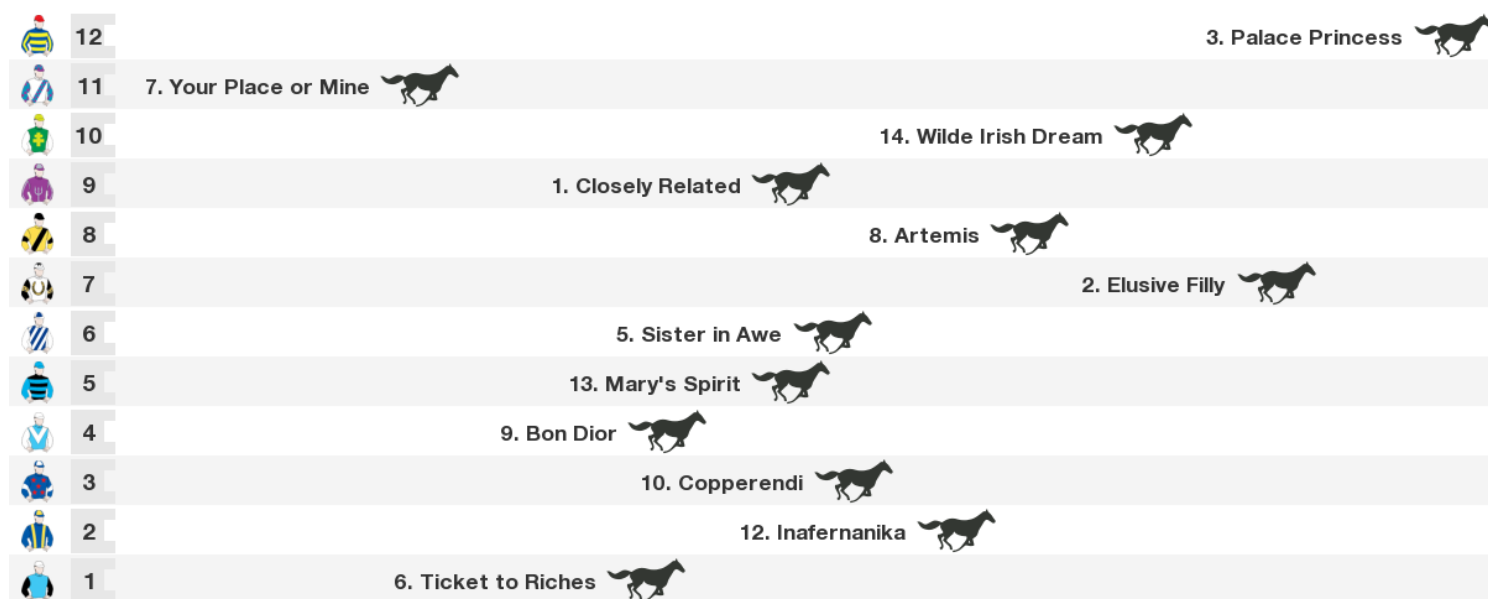 12 3. Palace Princess
11 7. Your Place or Mine
10 14. Wilde Irish Dream
9 1. Closely Related
8 8. Artemis
7 2. Elusive Filly
6 5. Sister in Awe
5 13. Mary's Spirit
4 9. Bon Dior
3 10. Copperendi
2 12. Inafernanika
1 6. Ticket to Riches